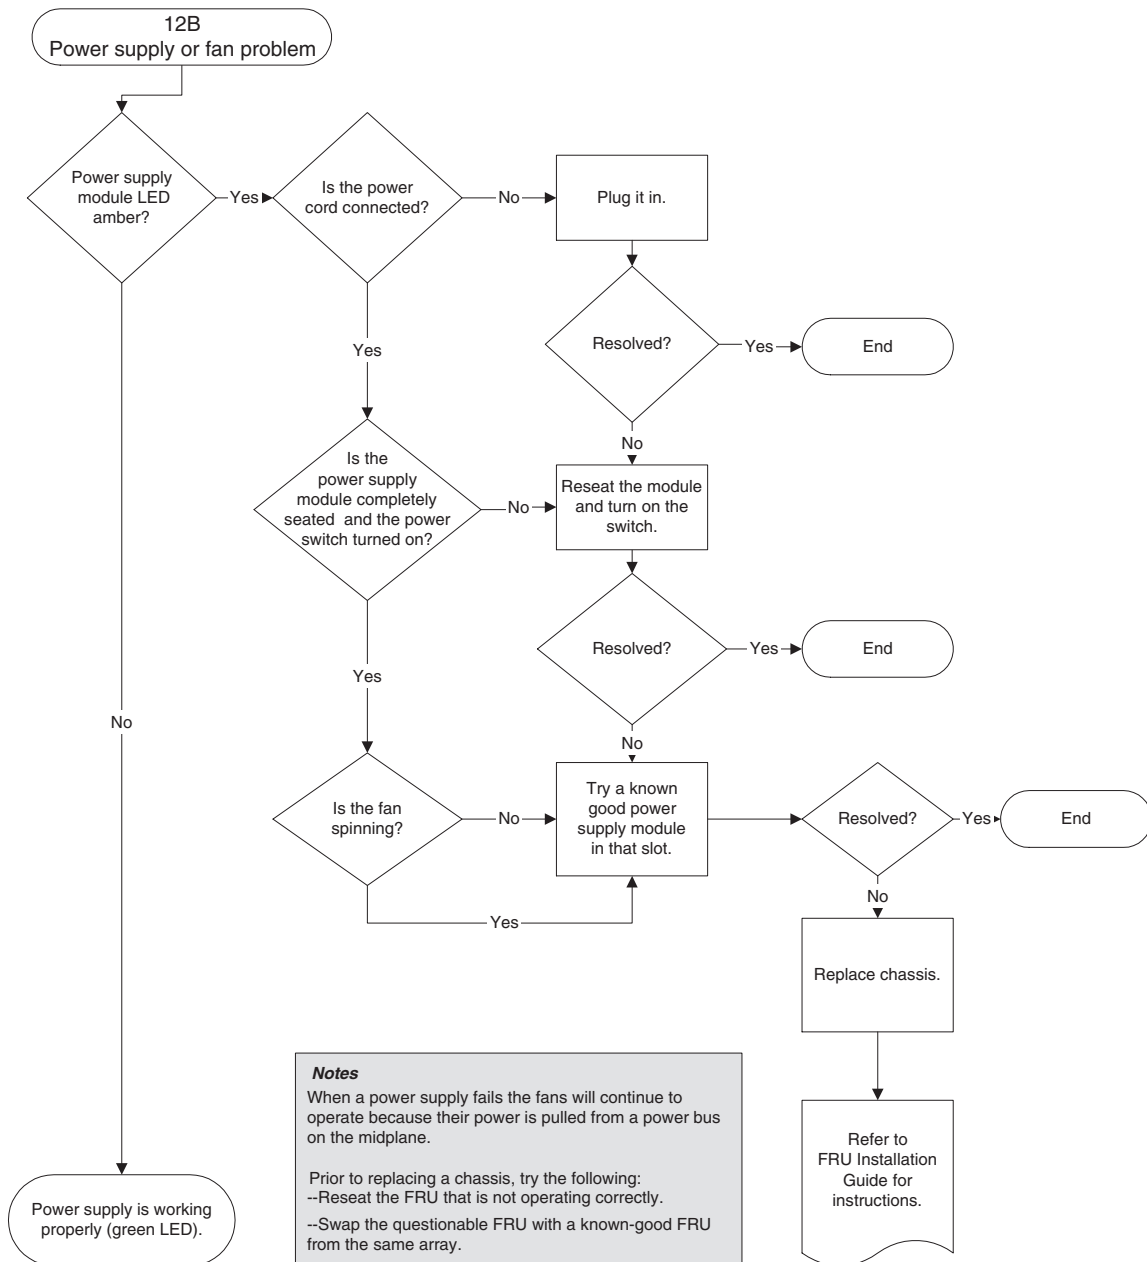 12B
Power supply or fan problem
Power supply
module LED
amber?
Yes
Is the power
cord connected?
No
Plug it in.
Resolved?
Yes
End
Yes
No
Is the
power supply
module completely
seated and the power
switch turned on?
No
Reseat the module
and turn on the
switch.
Resolved?
Yes
End
Yes
No
No
Is the fan
spinning?
No
Try a known
good power
supply module
in that slot.
Resolved?
Yes
End
Yes
No
Replace chassis.
Notes
When a power supply fails the fans will continue to
operate because their power is pulled from a power bus
on the midplane.
Prior to replacing a chassis, try the following:
--Reseat the FRU that is not operating correctly.
--Swap the questionable FRU with a known-good FRU
from the same array.
Refer to
FRU Installation
Guide for
instructions.
Power supply is working
properly (green LED).